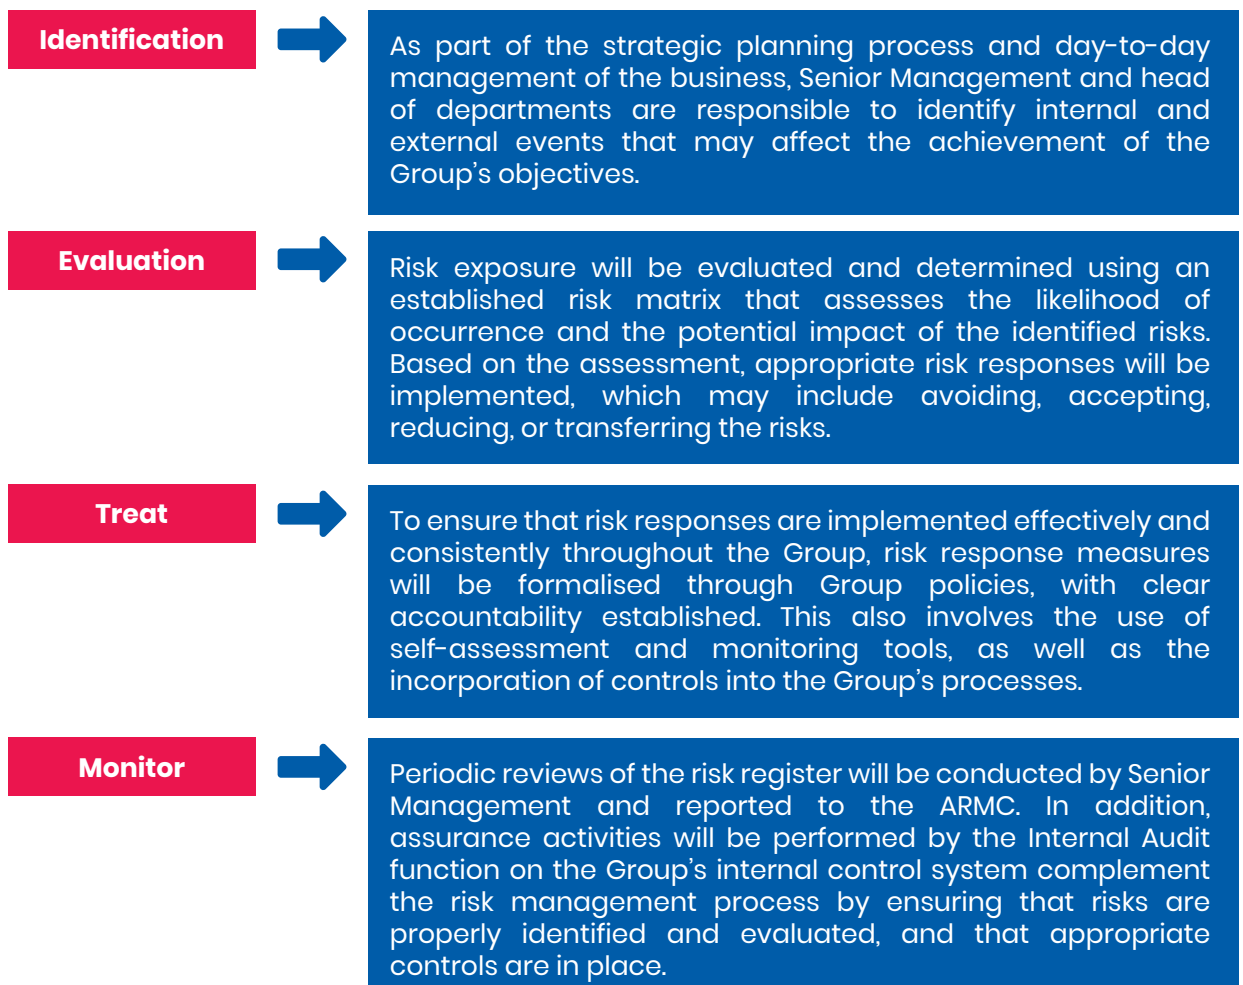 Identification
As part of the strategic planning process and day-to-day
management of the business, Senior Management and head
of departments are responsible to identify internal and
external events that may affect the achievement of the
Group's objectives.
Evaluation
Risk exposure will be evaluated and determined using an
established risk matrix that assesses the likelihood of
occurrence and the potential impact of the identified risks.
Based on the assessment, appropriate risk responses will be
implemented, which may include avoiding, accepting,
reducing, or transferring the risks.
Treat
To ensure that risk responses are implemented effectively and
consistently throughout the Group, risk response measures
will be formalised through Group policies, with clear
accountability established. This also involves the use of
self-assessment and monitoring tools, as well as the
incorporation of controls into the Group's processes.
Monitor
Periodic reviews of the risk register will be conducted by Senior
Management and reported to the ARMC. In addition,
assurance activities will be performed by the Internal Audit
function on the Group's internal control system complement
the risk management process by ensuring that risks are
properly identified and evaluated, and that appropriate
controls are in place.